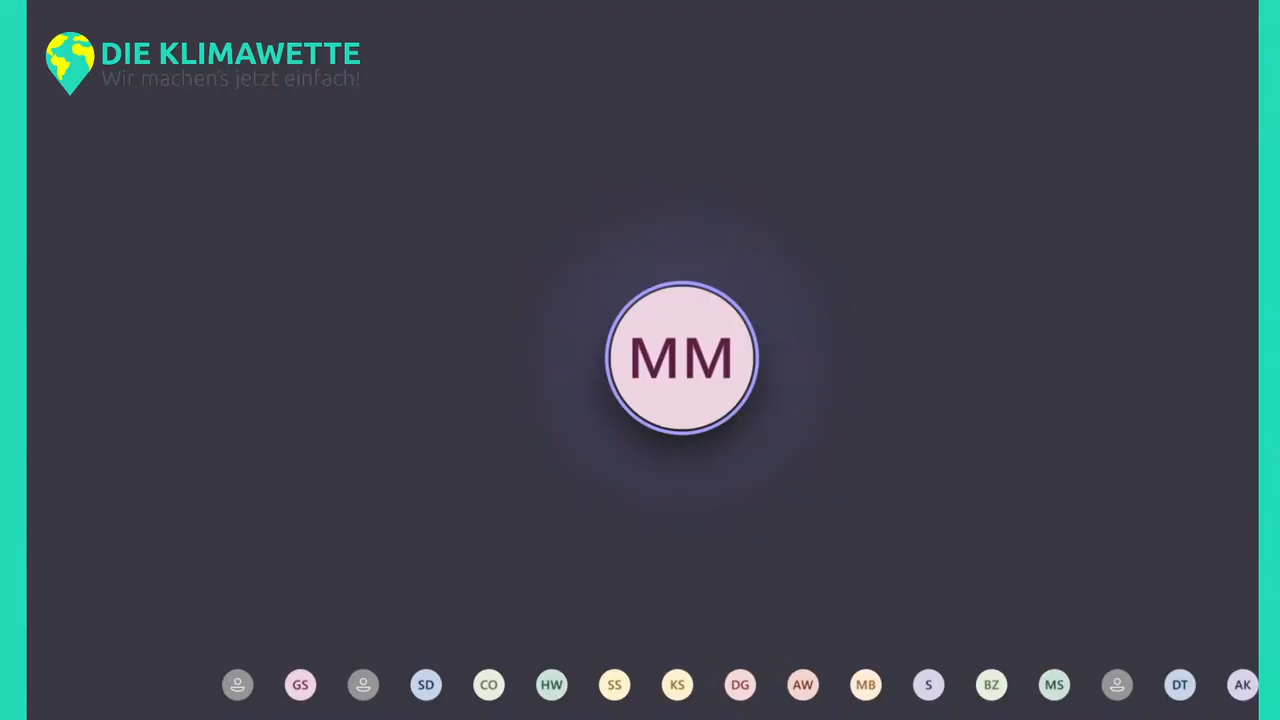 DIE KLIMAWETTE
Wir machen's jetzt einfach!
MM
GS SD CO HW SS KS DG AW MB S BZ MS DT AK